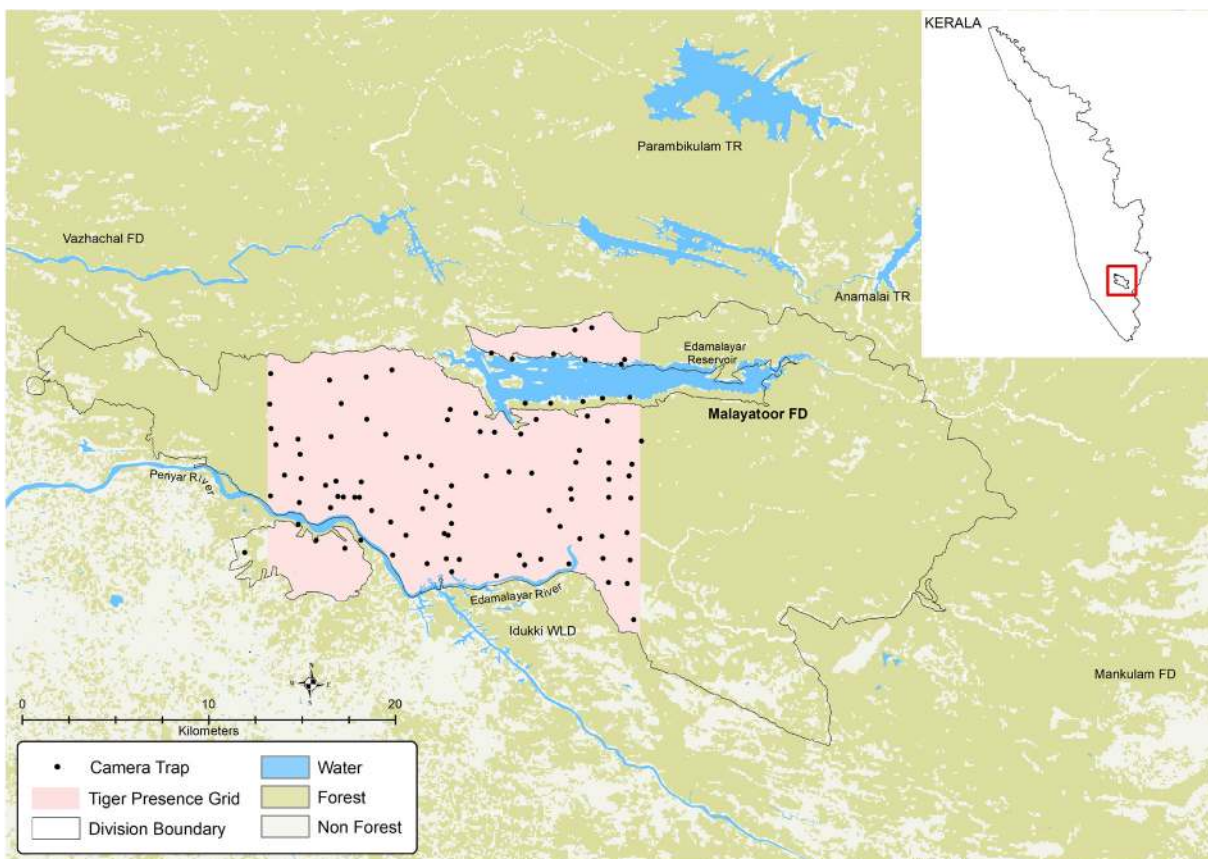 KERALA
Parambikulam TR
Vazhachal FD
Anamalai TR
Edamalayar
Reservoir
Malayatoor FD
Periyar River
Edamalayar River
Idukki WLD
Mankulam FD
N
S
0 10 20
Kilometers
Camera Trap
Water
Tiger Presence Grid
Forest
Division Boundary
Non Forest